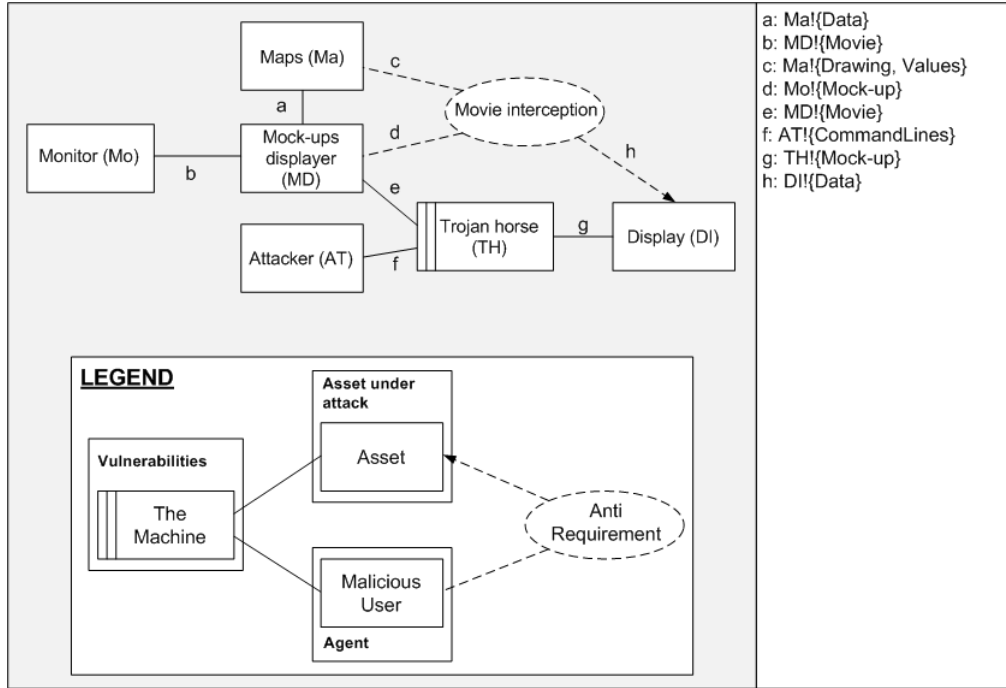 Maps (Ma)
c
a
Movie interception
Monitor (Mo)
b
Mock-ups
displayer
(MD)
d
h
e
Attacker (AT)
f
Trojan horse
(TH)
g
Display (DI)
a: Ma!{Data}
b: MD!{Movie}
c: Ma!{Drawing, Values}
d: Mo!{Mock-up}
e: MD!{Movie}
f: AT!{CommandLines}
g: TH!{Mock-up}
h: DI!{Data}
LEGEND
Vulnerabilities
The
Machine
Asset under
attack
Asset
Malicious
User
Agent
Anti
Requirement